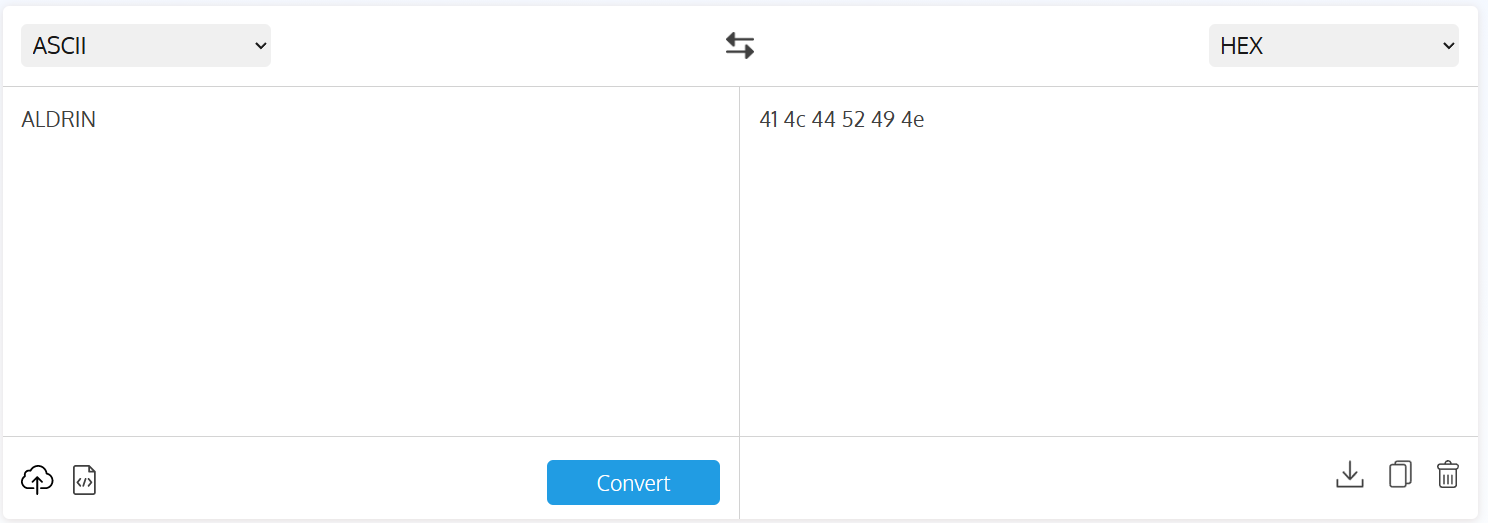 ASCII
HEX
ALDRIN
41 4c 44 52 49 4e
</>
Convert